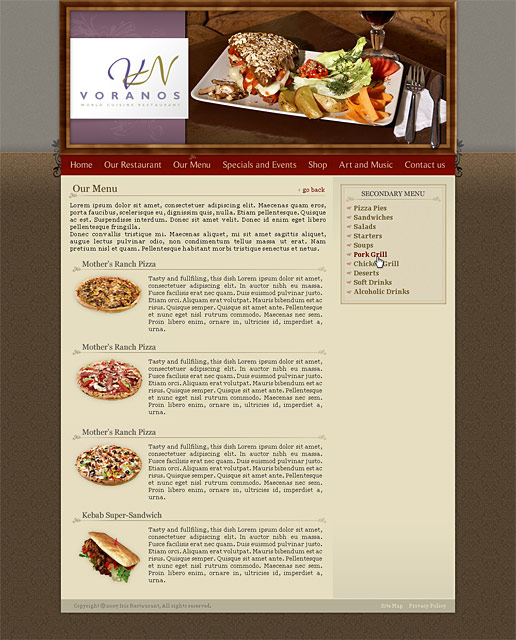 VORANOS
WORLD CUISINE RESTAURANT
Home Our Restaurant Our Menu Specials and Events Shop Art and Music Contact us
Our Menu
‹ go back
Lorem ipsum dolor sit amet, consectetuer adipiscing elit. Maecenas quam eros,
porta faucibus, scelerisque eu, dignissim quis, nulla. Etiam pellentesque. Quisque
ac est. Suspendisse interdum. Donec sit amet velit. Donec id enim eget libero
pellentesque fringilla.
Donec convallis tristique mi. Maecenas aliquet, mi sit amet sagittis aliquet,
augue lectus pulvinar odio, non condimentum tellus massa ut erat. Nam
pretium nisl et quam. Pellentesque habitant morbi tristique senectus et netus.
Mother's Ranch Pizza
Tasty and fullfiling, this dish Lorem ipsum dolor sit
amet, consectetuer elit. In auctor nibh eu massa.
Fusce facilisis erat nec quam. Duis euismod pulvinar justo.
Etiam orci. Aliquam erat volutpat. Mauris bibendum est ac
risus. Quisque semper. Quisque sit amet ante. Etiam congue
nunc eget nisl rutrum commodo. Maecenas sem sem.
Proin libero enim, ornare in, ultricies id, imperdiet a,
urna.
Mother's Ranch Pizza
Tasty and fullfiling, this dish Lorem ipsum dolor sit
amet, consectetuer elit. In auctor nibh eu massa.
Fusce facilisis erat nec quam. Duis euismod pulvinar justo.
Etiam orci. Aliquam erat volutpat. Mauris bibendum est ac
risus. Quisque semper. Quisque sit amet ante. Etiam congue
nunc eget nisl rutrum commodo. Maecenas sem sem.
Proin libero enim, ornare in, ultricies id, imperdiet a,
urna.
Mother's Ranch Pizza
Tasty and fullfiling, this dish Lorem ipsum dolor sit
amet, consectetuer elit. In auctor nibh eu massa.
Fusce facilisis erat nec quam. Duis euismod pulvinar justo.
Etiam orci. Aliquam erat volutpat. Mauris bibendum est ac
risus. Quisque semper. Quisque sit amet ante. Etiam congue
nunc eget nisl rutrum commodo. Maecenas sem sem.
Proin libero enim, ornare in, ultricies id, imperdiet a,
urna.
Kebab Super-Sandwich
Tasty and fullfiling, this dish Lorem ipsum dolor sit
amet, consectetuer elit. In auctor nibh eu massa.
Fusce facilisis erat nec quam. Duis euismod pulvinar justo.
Etiam orci. Aliquam erat volutpat. Mauris bibendum est ac
risus. Quisque semper. Quisque sit amet ante. Etiam congue
nunc eget nisl rutrum commodo. Maecenas sem sem.
Proin libero enim, ornare in, ultricies id, imperdiet a,
urna.
SECONDARY MENU
Pizza Pies
Sandwiches
Salads
Starters
Soups
Pork Grill
Grill
Deserts
Soft Drinks
Alcoholic Drinks
Copyright © 2007 Restaurant, All rights reserved.
Site Map Privacy Policy